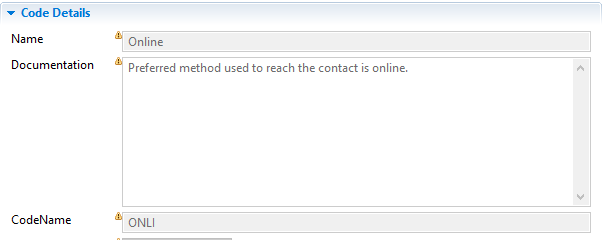 Code Details
Name Online
Documentation Preferred method used to reach the contact is online.
CodeName ONLI